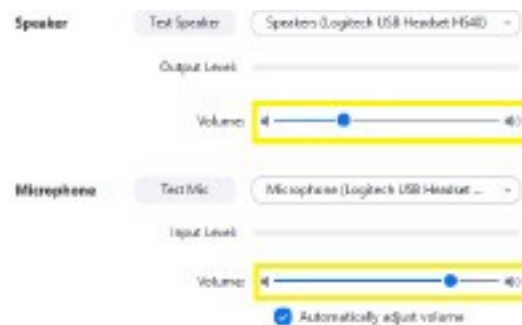 Speaker Test Speaker Speakers (Logitech USB Headset H540)
Output Level:
Volume:
Microphone Test Mic Microphone (Logitech USB Headset ...
Input Level:
Volume:
Automatically adjust volume